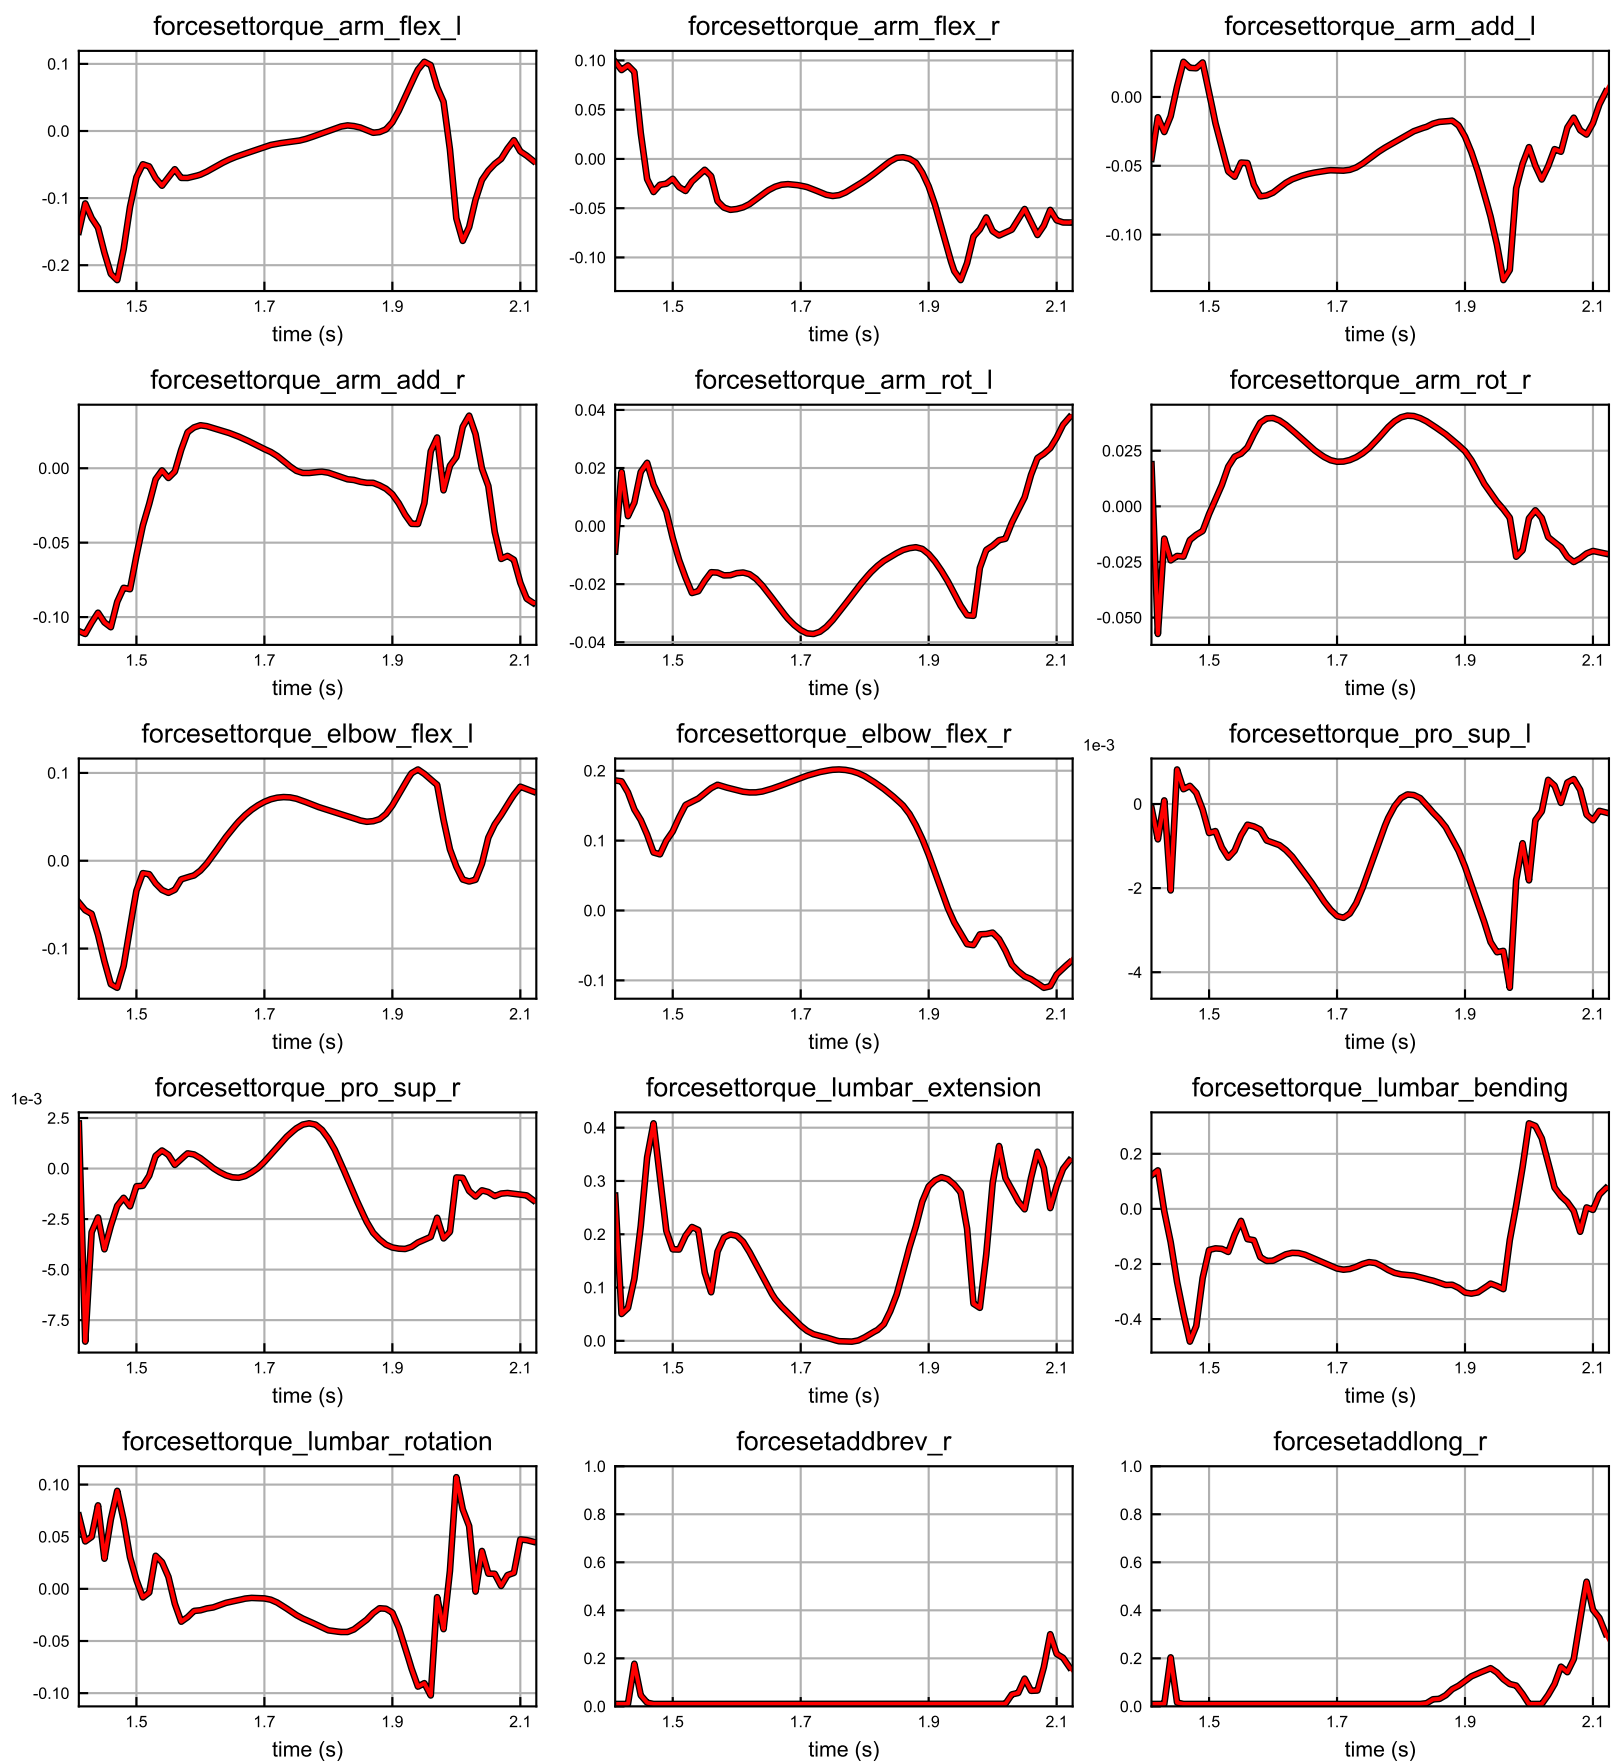 forcesettorque_arm_flex_l forcesettorque_arm_flex_r forcesettorque_arm_add_l
0.1
0.0
-0.1
-0.2
1.5 1.7 1.9 2.1
time (s)
0.10
0.05
0.00
-0.05
-0.10
1.5 1.7 1.9 2.1
time (s)
0.00
-0.05
-0.10
1.5 1.7 1.9 2.1
time (s)
forcesettorque_arm_add_r forcesettorque_arm_rot_l forcesettorque_arm_rot_r
0.00
-0.05
-0.10
1.5 1.7 1.9 2.1
time (s)
0.04
0.02
0.00
-0.02
-0.04
1.5 1.7 1.9 2.1
time (s)
0.025
0.000
-0.025
-0.050
1.5 1.7 1.9 2.1
time (s)
forcesettorque_elbow_flex_l forcesettorque_elbow_flex_r forcesettorque_pro_sup_l
0.1
0.0
-0.1
1.5 1.7 1.9 2.1
time (s)
0.2
0.1
0.0
-0.1
1.5 1.7 1.9 2.1
time (s)
1e-3
0
-2
-4
1.5 1.7 1.9 2.1
time (s)
forcesettorque_pro_sup_r forcesettorque_lumbar_extension forcesettorque_lumbar_bending
1e-3
2.5
0.0
-2.5
-5.0
-7.5
1.5 1.7 1.9 2.1
time (s)
0.4
0.3
0.2
0.1
0.0
1.5 1.7 1.9 2.1
time (s)
0.2
0.0
-0.2
-0.4
1.5 1.7 1.9 2.1
time (s)
forcesettorque_lumbar_rotation forcesetaddbrev_r forcesetaddlong_r
0.10
0.05
0.00
-0.05
-0.10
1.5 1.7 1.9 2.1
time (s)
1.0
0.8
0.6
0.4
0.2
0.0
1.5 1.7 1.9 2.1
time (s)
1.0
0.8
0.6
0.4
0.2
0.0
1.5 1.7 1.9 2.1
time (s)